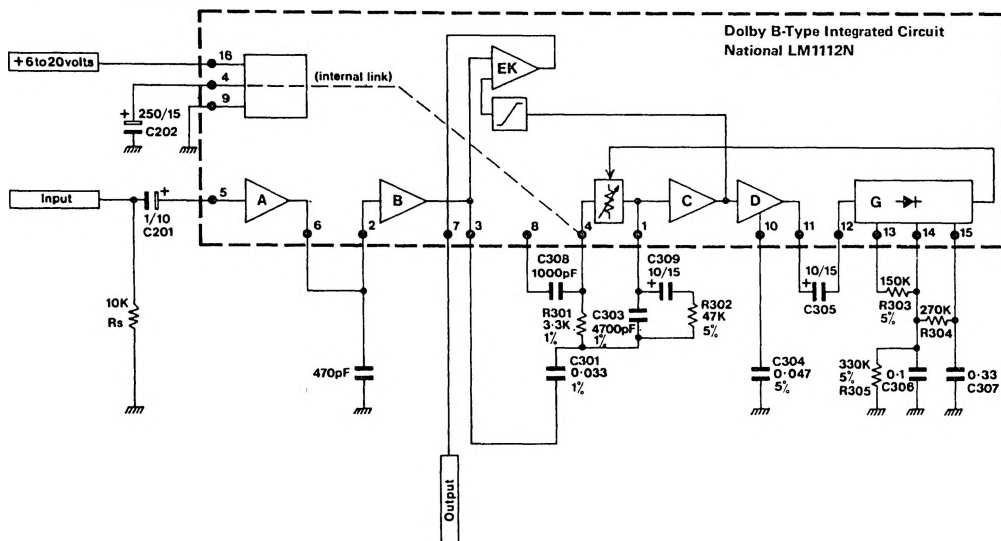 Dolby B-Type Integrated Circuit
National LM1112N
+6 to 20 volts
16
4
9
(internal link)
+
250/15
C202
EK
Input
+
1/10
C201
5
A
6
2
B
7
3
8
4
1
C
D
10
11
12
G
13
14
15
10K
Rs
470pF
C308
1000pF
R301
3.3K
1%
C309
10/15
+
C303
4700pF
1%
R302
47K
5%
C301
0·033
1%
C304
0·047
5%
10/15
+
C305
150K
R303
5%
270K
R304
330K
5%
R305
0·1
C306
0·33
C307
Output